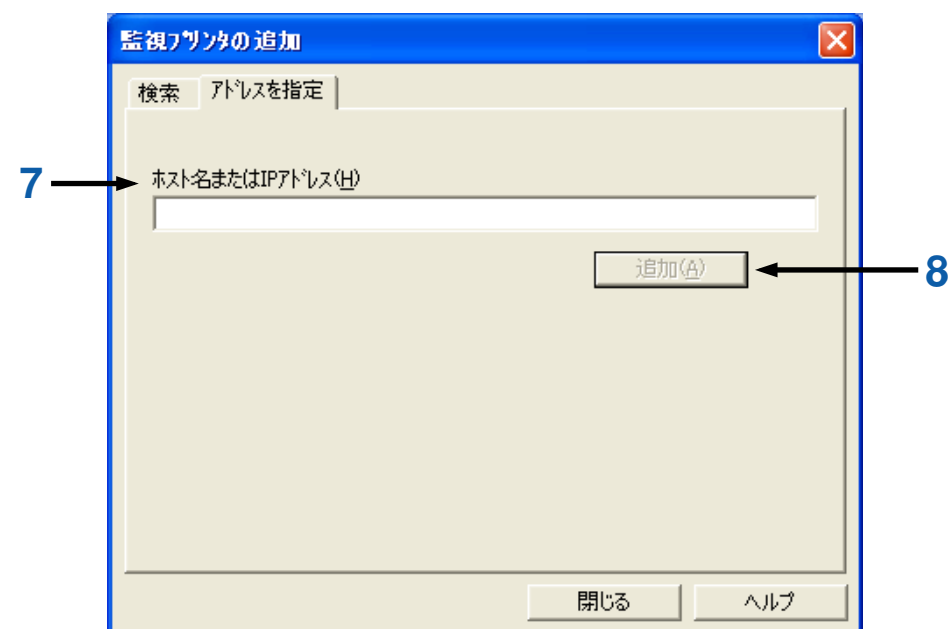 監視ﾌﾟﾘﾝﾀの追加
検索 ｱﾄﾞﾚｽを指定
7
ﾎｽﾄ名またはIPｱﾄﾞﾚｽ(H)
追加(A)
8
閉じる ヘルプ